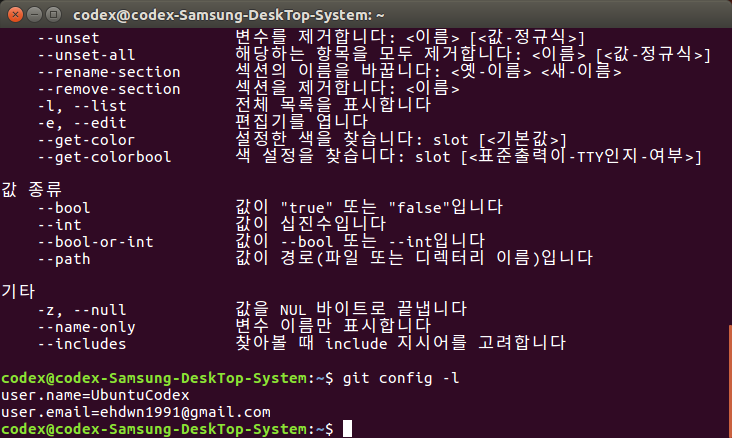 codex@codex-Samsung-DeskTop-System: ~
--unset 변수를 제거합니다: <이름> [<값-정규식>]
--unset-all 해당하는 항목을 모두 제거합니다: <이름> [<값-정규식>]
--rename-section 섹션의 이름을 바꿉니다: <옛-이름> <새-이름>
--remove-section 섹션을 제거합니다: <이름>
-l, --list 전체 목록을 표시합니다
-e, --edit 편집기를 엽니다
--get-color 설정한 색을 찾습니다: slot [<기본값>]
--get-colorbool 색 설정을 찾습니다: slot [<표준출력이-TTY인지-여부>]
값 종류
--bool 값이 "true" 또는 "false"입니다
--int 값이 십진수입니다
--bool-or-int 값이 --bool 또는 --int입니다
--path 값이 경로(파일 또는 디렉터리 이름)입니다
기타
-z, --null 값을 NUL 바이트로 끝냅니다
--name-only 변수 이름만 표시합니다
--includes 찾아볼 때 include 지시어를 고려합니다
codex@codex-Samsung-DeskTop-System:~$ git config -l
user.name=UbuntuCodex
user.email=ehdwn1991@gmail.com
codex@codex-Samsung-DeskTop-System:~$